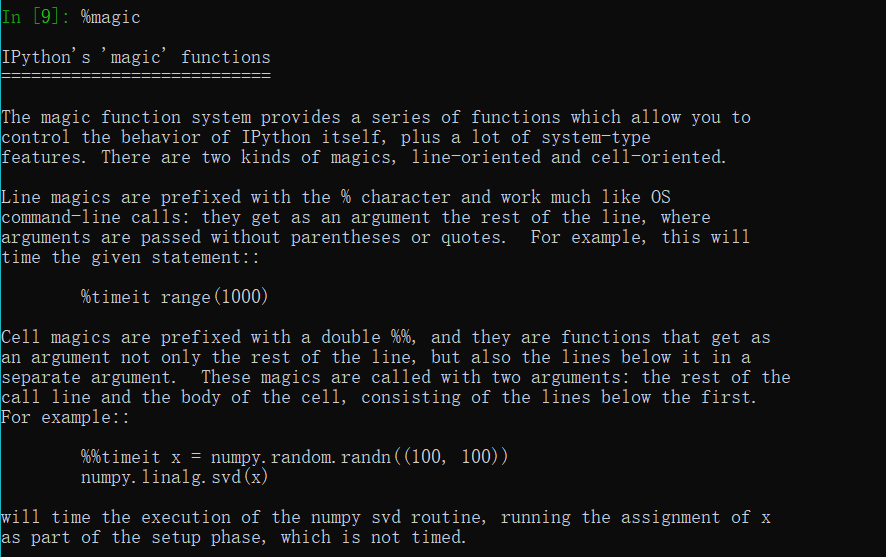 In [9]: %magic
IPython's 'magic' functions
===========================
The magic function system provides a series of functions which allow you to
control the behavior of IPython itself, plus a lot of system-type
features. There are two kinds of magics, line-oriented and cell-oriented.
Line magics are prefixed with the % character and work much like OS
command-line calls: they get as an argument the rest of the line, where
arguments are passed without parentheses or quotes.  For example, this will
time the given statement::
%timeit range(1000)
Cell magics are prefixed with a double %%, and they are functions that get as
an argument not only the rest of the line, but also the lines below it in a
separate argument.  These magics are called with two arguments: the rest of the
call line and the body of the cell, consisting of the lines below the first.
For example::
%%timeit x = numpy.random.randn((100, 100))
numpy.linalg.svd(x)
will time the execution of the numpy svd routine, running the assignment of x
as part of the setup phase, which is not timed.